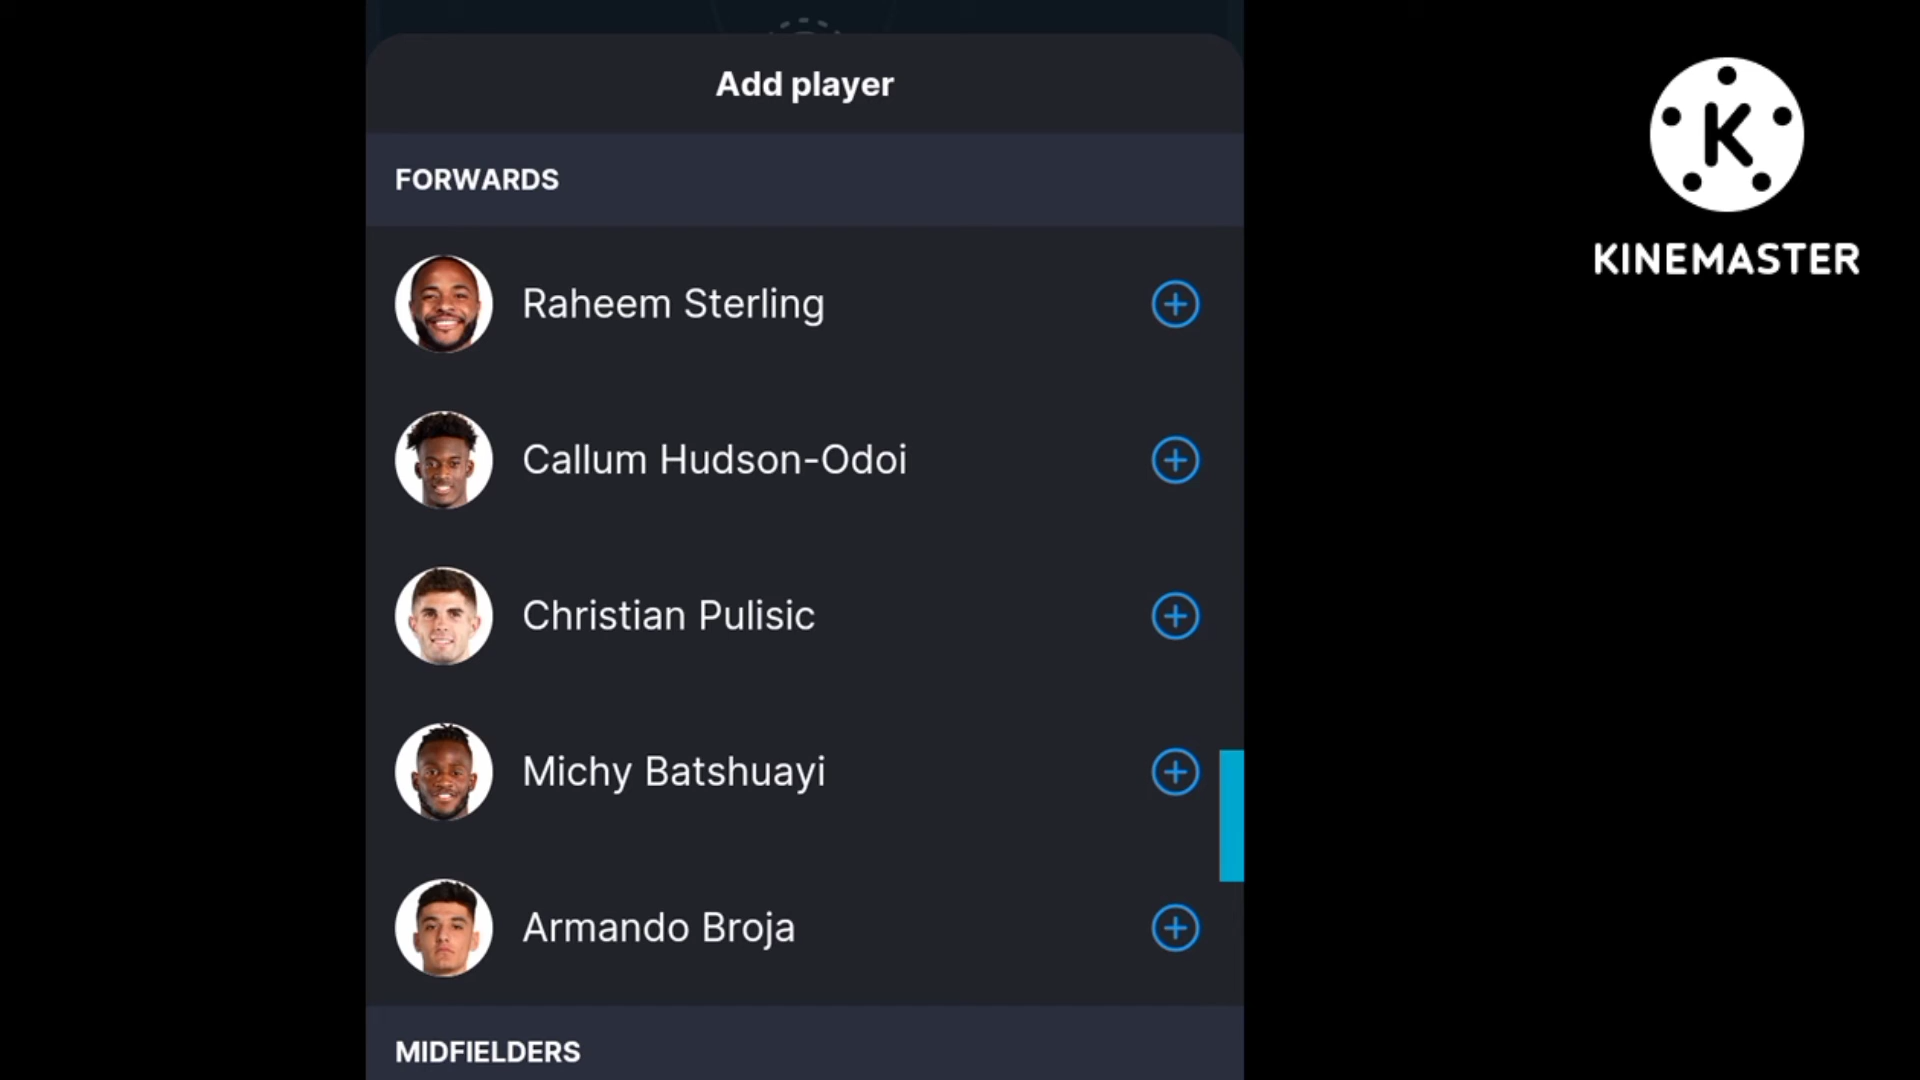 Add player
FORWARDS
Raheem Sterling
Callum Hudson-Odoi
Christian Pulisic
Michy Batshuayi
Armando Broja
MIDFIELDERS
K
KINEMASTER